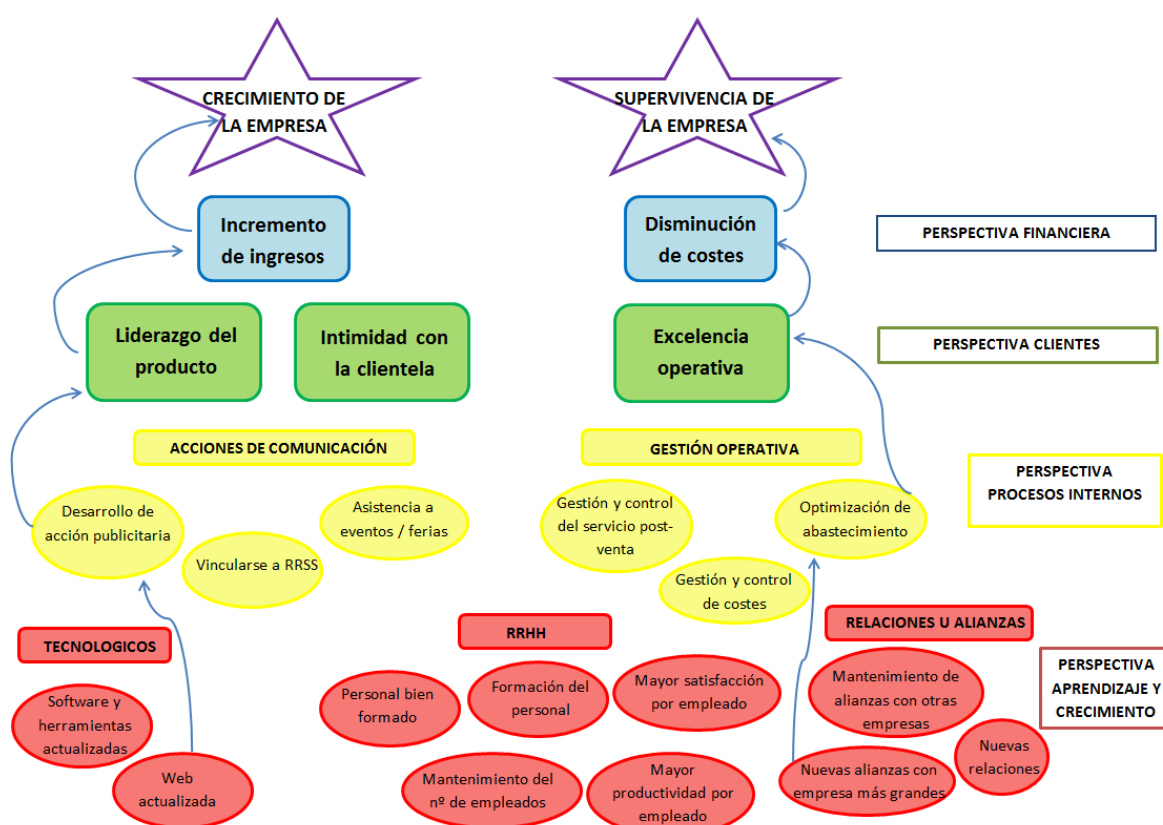 CRECIMIENTO DE
LA EMPRESA
SUPERVIVENCIA DE
LA EMPRESA
Incremento
de ingresos
Disminución
de costes
PERSPECTIVA FINANCIERA
Liderazgo del
producto
Intimidad con
la clientela
Excelencia
operativa
PERSPECTIVA CLIENTES
ACCIONES DE COMUNICACIÓN
GESTIÓN OPERATIVA
PERSPECTIVA
PROCESOS INTERNOS
Desarrollo de
acción publicitaria
Vincularse a RRSS
Asistencia a
eventos / ferias
Gestión y control
del servicio post-
venta
Gestión y control
de costes
Optimización de
abastecimiento
TECNOLOGICOS
RRHH
RELACIONES U ALIANZAS
PERSPECTIVA
APRENDIZAJE Y
CRECIMIENTO
Software y
herramientas
actualizadas
Web
actualizada
Personal bien
formado
Formación del
personal
Mayor satisfacción
por empleado
Mantenimiento del
nº de empleados
Mayor
productividad por
empleado
Mantenimiento de
alianzas con otras
empresas
Nuevas alianzas con
empresa más grandes
Nuevas
relaciones